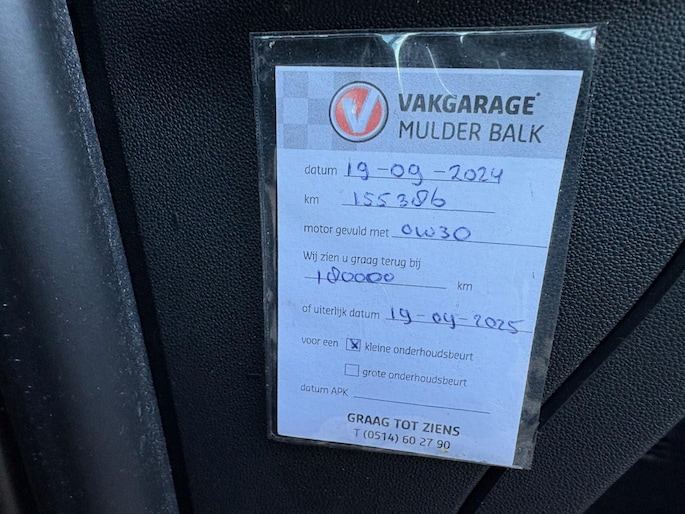 V VAKGARAGE
MULDER BALK
datum 19-09-2024
km 155386
motor gevuld met 0W30
Wij zien u graag terug bij
180000 km
of uiterlijk datum 19-09-2025
voor een x kleine onderhoudsbeurt
grote onderhoudsbeurt
datum APK
GRAAG TOT ZIENS
T (0514) 60 27 90